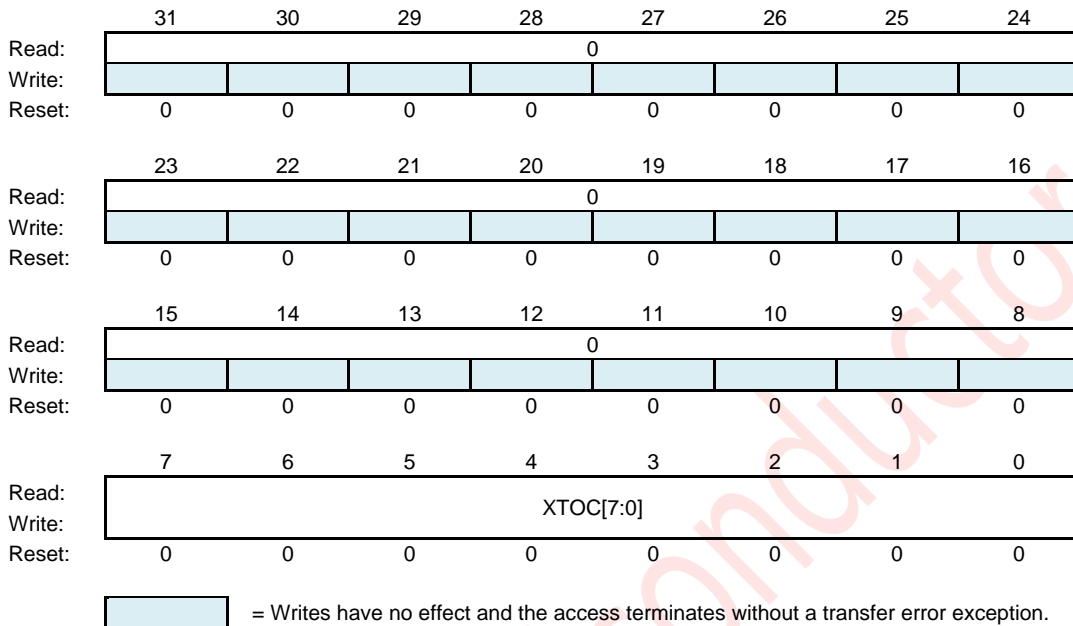 31 30 29 28 27 26 25 24
Read: 0
Write:
Reset: 0 0 0 0 0 0 0 0
23 22 21 20 19 18 17 16
Read: 0
Write:
Reset: 0 0 0 0 0 0 0 0
15 14 13 12 11 10 9 8
Read: 0
Write:
Reset: 0 0 0 0 0 0 0 0
7 6 5 4 3 2 1 0
Read:
XTOC[7:0]
Write:
Reset: 0 0 0 0 0 0 0 0
= Writes have no effect and the access terminates without a transfer error exception.
onductor